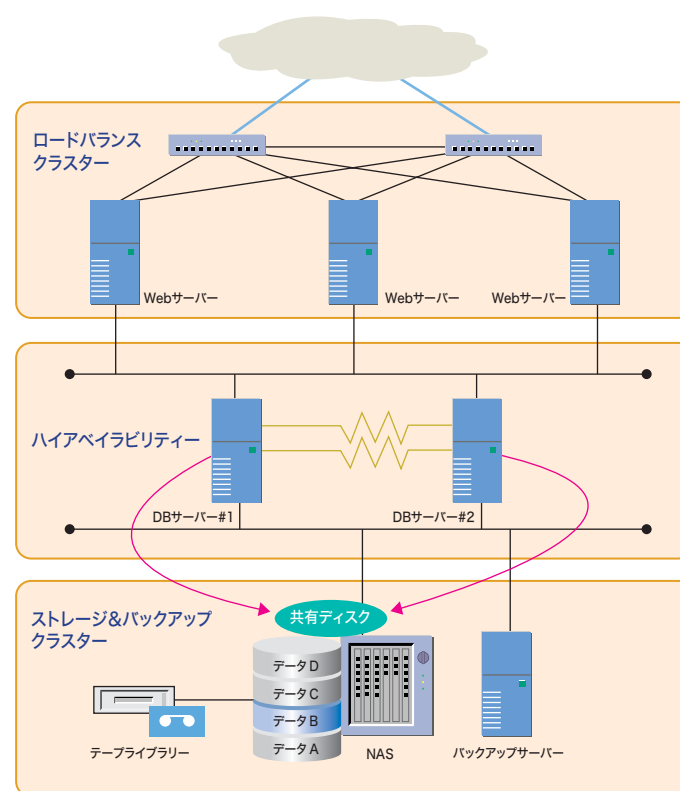 ロードバランス
クラスター
Webサーバー
Webサーバー
Webサーバー
ハイアベイラビリティー
DBサーバー#1
DBサーバー#2
ストレージ&バックアップ
クラスター
共有ディスク
データD
データC
データB
データA
テープライブラリー
NAS
バックアップサーバー